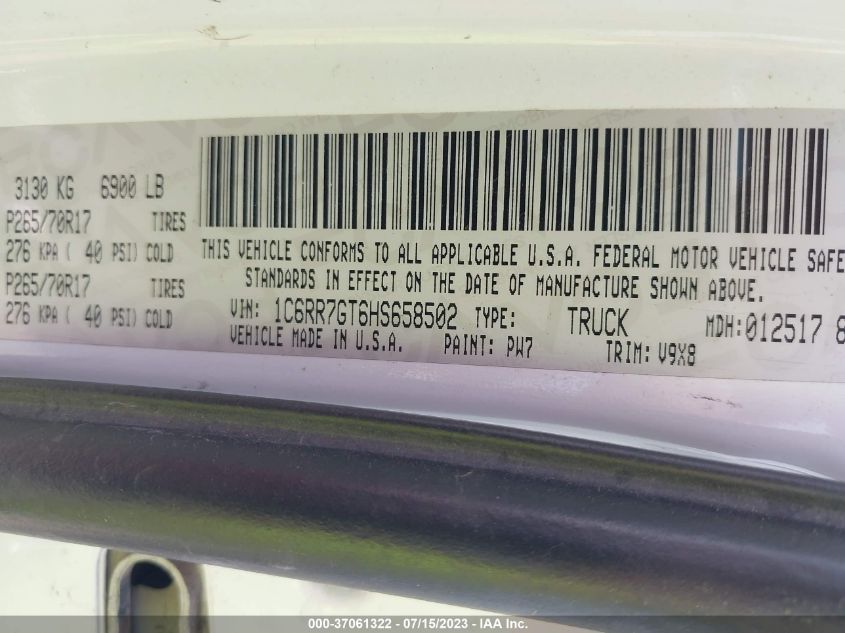 3130 KG 6900 LB
P265/70R17 TIRES
276 KPA ( 40 PSI) COLD
P265/70R17 TIRES
276 KPA ( 40 PSI) COLD
THIS VEHICLE CONFORMS TO ALL APPLICABLE U.S.A. FEDERAL MOTOR VEHICLE SAFE
STANDARDS IN EFFECT ON THE DATE OF MANUFACTURE SHOWN ABOVE.
VIN: 1C6RR7GT6HS658502 TYPE: TRUCK MDH:012517 8
VEHICLE MADE IN U.S.A. PAINT: PW7 TRIM: V9X8
000-37061322 - 07/15/2023 - IAAI Inc.